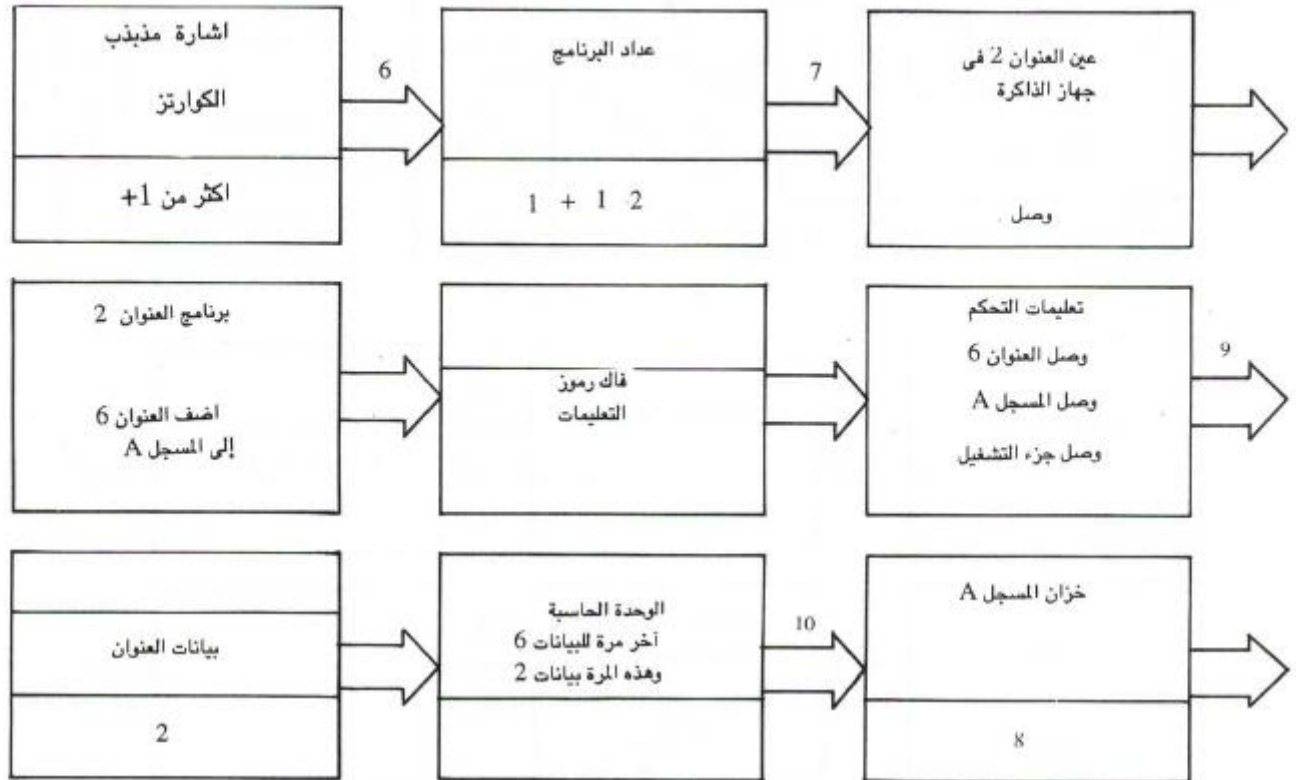 اشارة مذبذب
الكوارتز
اكثر من 1+
6
عداد البرنامج
1 + 1 2
7
عين العنوان 2 فى
جهاز الذاكرة
وصل
برنامج العنوان 2
اضف العنوان 6
إلى المسجل A
فاك رموز
التعليمات
تعليمات التحكم
وصل العنوان 6
وصل المسجل A
وصل جزء التشغيل
9
بيانات العنوان
2
الوحدة الحاسبة
آخر مرة للبيانات 6
وهذه المرة بيانات 2
10
خزان المسجل A
8